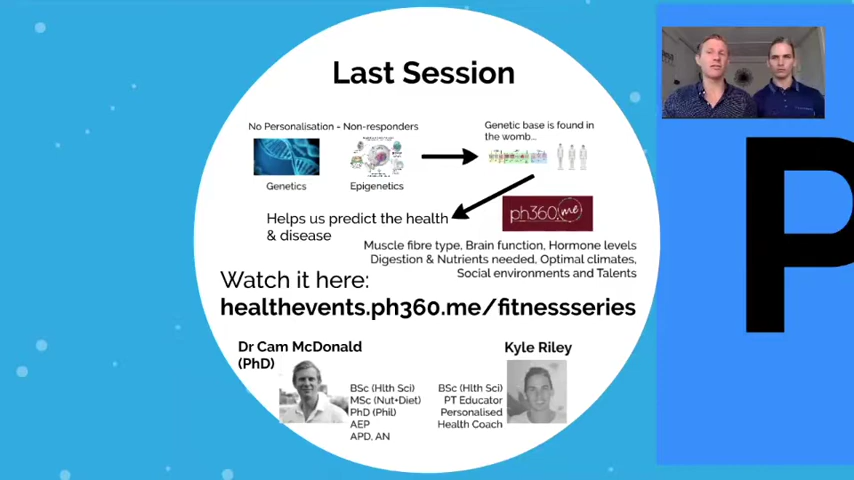 Last Session
No Personalisation - Non-responders
Genetics
Epigenetics
Genetic base is found in
the womb...
ph360.me
Helps us predict the health
& disease
Muscle fibre type, Brain function, Hormone levels
Digestion & Nutrients needed, Optimal climates,
Social environments and Talents
Watch it here:
healthevents.ph360.me/fitnessseries
Dr Cam McDonald
(PhD)
BSc (Hlth Sci)
MSc (Nut+Diet)
PhD (Phil)
AEP
APD, AN
Kyle Riley
BSc (Hlth Sci)
PT Educator
Personalised
Health Coach
P